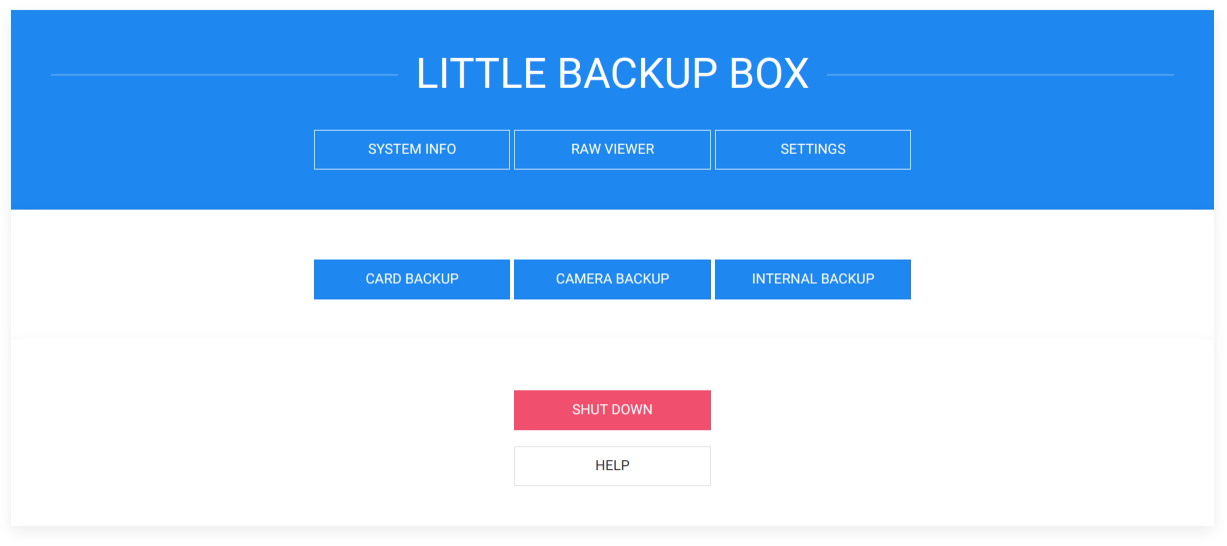 LITTLE BACKUP BOX
SYSTEM INFO RAW VIEWER SETTINGS
CARD BACKUP CAMERA BACKUP INTERNAL BACKUP
SHUT DOWN
HELP